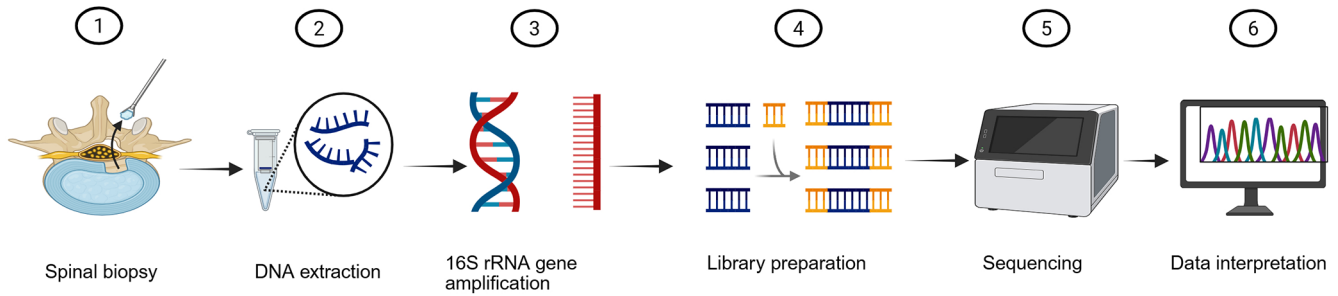 1
2
3
4
5
6
Spinal biopsy
DNA extraction
16S rRNA gene
amplification
Library preparation
Sequencing
Data interpretation